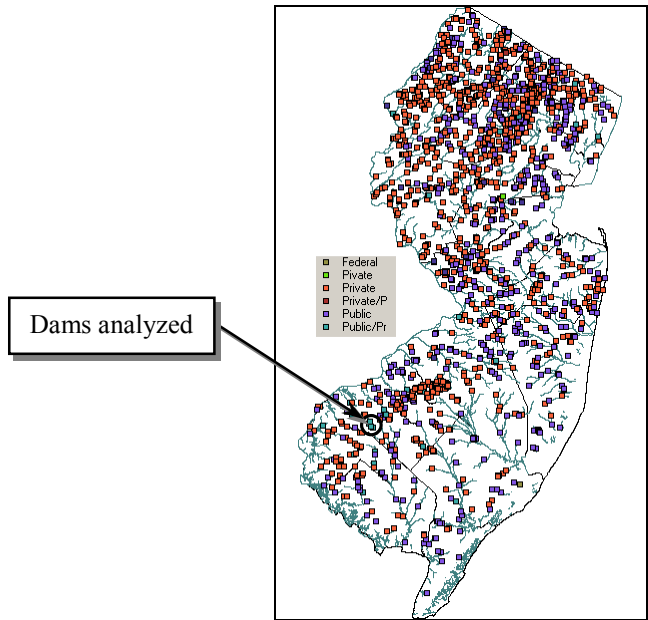 Federal
Pivate
Private
Private/P
Public
Public/Pr
Dams analyzed